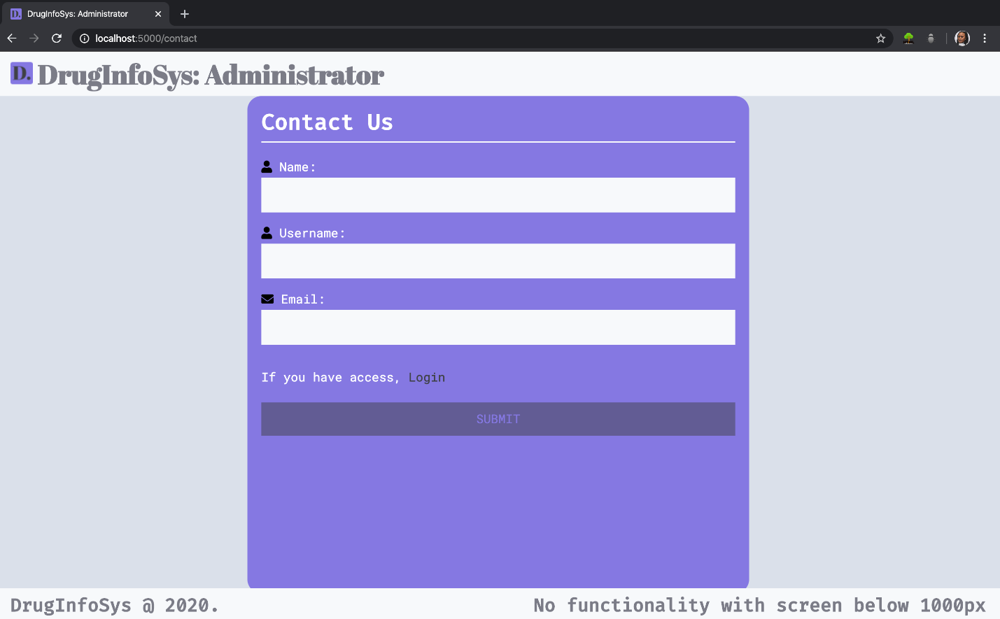 D. DrugInfoSys: Administrator
localhost:5000/contact
D. DrugInfoSys: Administrator
Contact Us
Name:
Username:
Email:
If you have access, Login
SUBMIT
DrugInfoSys @ 2020.
No functionality with screen below 1000px